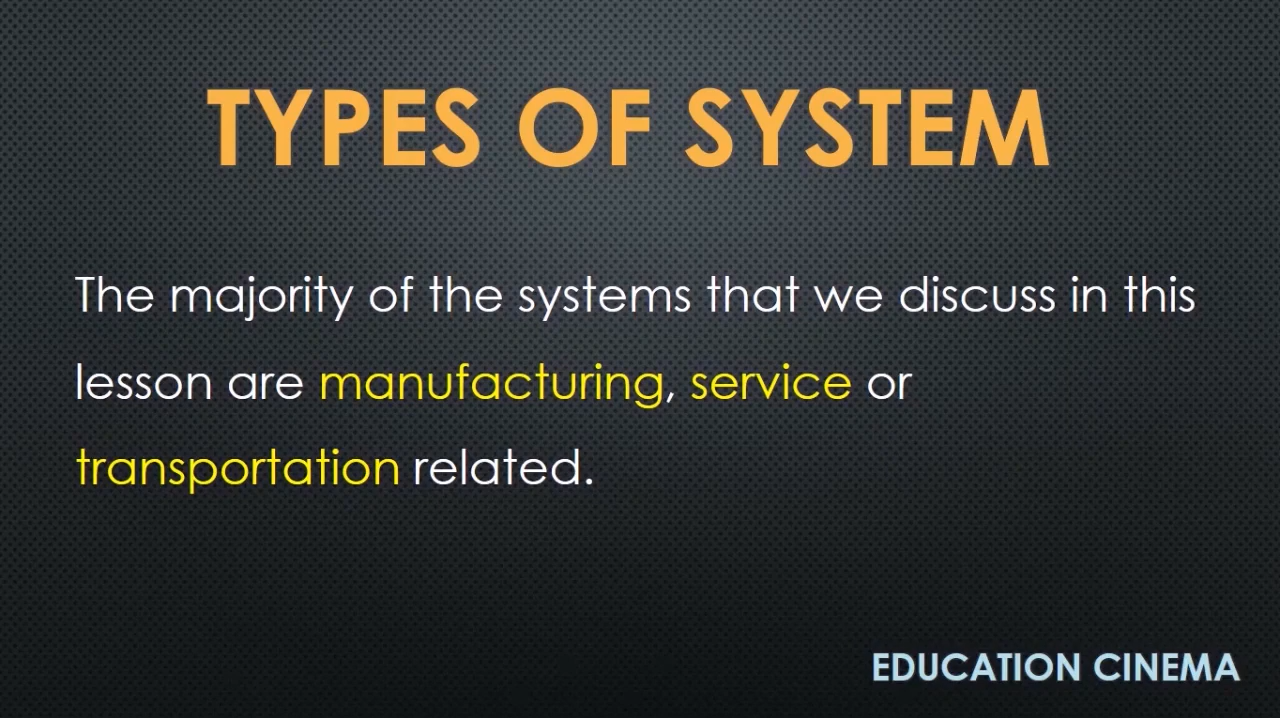 TYPES OF SYSTEM
The majority of the systems that we discuss in this
lesson are manufacturing, service or
transportation related.
EDUCATION CINEMA